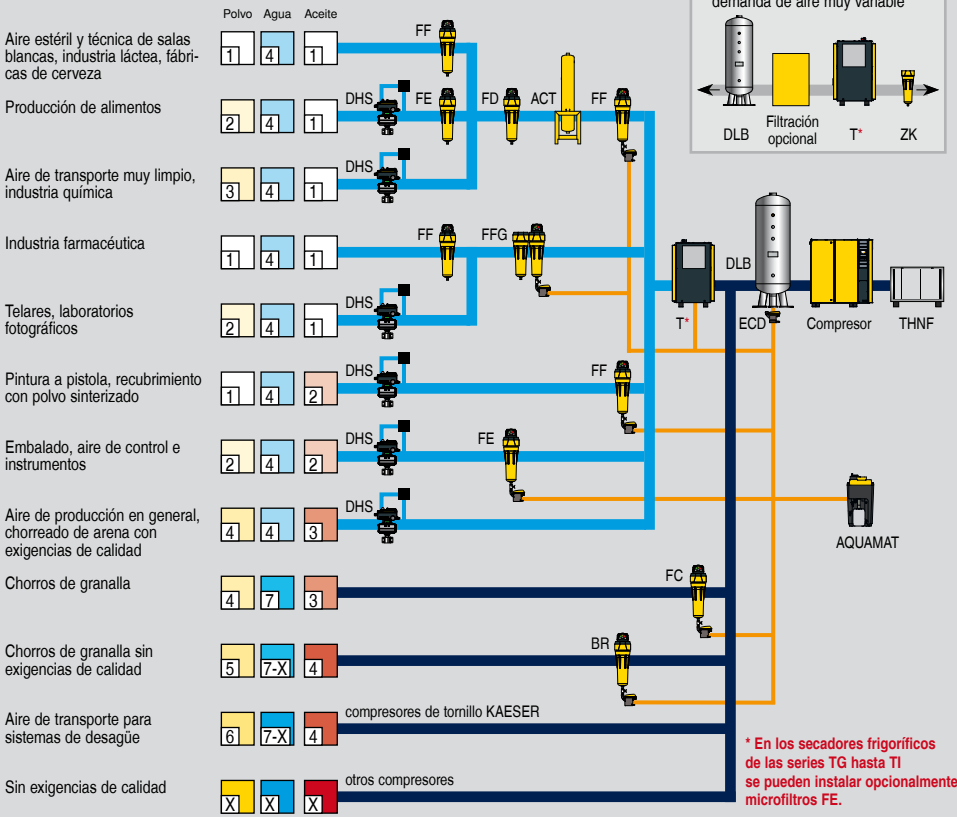 demanda de aire muy variable
DLB
Filtración
opcional
T*
ZK
Polvo Agua Aceite
Aire estéril y técnica de salas
blancas, industria láctea, fábri-
cas de cerveza
1 4 1
FF
Producción de alimentos
2 4 1
DHS FE FD ACT FF
Aire de transporte muy limpio,
industria química
3 4 1
DHS
Industria farmacéutica
1 4 1
FF FFG
Telares, laboratorios
fotográficos
2 4 1
DHS
DLB
T*
ECD
Compresor
THNF
Pintura a pistola, recubrimiento
con polvo sinterizado
1 4 2
DHS FF
Embalado, aire de control e
instrumentos
2 4 2
DHS FE
Aire de producción en general,
chorreado de arena con
exigencias de calidad
4 4 3
DHS
AQUAMAT
Chorros de granalla
4 7 3
FC
Chorros de granalla sin
exigencias de calidad
5 7-X 4
BR
Aire de transporte para
sistemas de desagüe
6 7-X 4
compresores de tornillo KAESER
Sin exigencias de calidad
X X X
otros compresores
* En los secadores frigoríficos
de las series TG hasta TI
se pueden instalar opcionalmente
microfiltros FE.